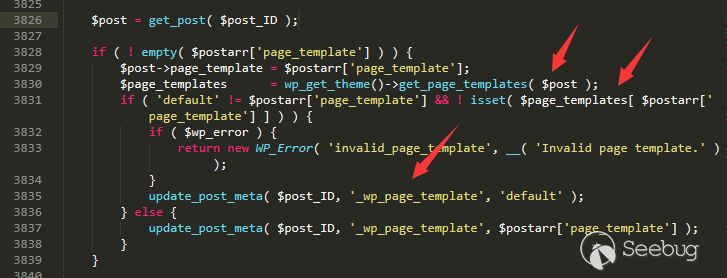 3825
3826 $post = get_post( $post_ID );
3827
3828 if ( ! empty( $postarr['page_template'] ) ) {
3829 $post->page_template = $postarr['page_template'];
3830 $page_templates = wp_get_theme()->get_page_templates( $post );
3831 if ( 'default' != $postarr['page_template'] && ! isset( $page_templates[ $postarr['
page_template'] ] ) ) {
3832 if ( $wp_error ) {
3833 return new WP_Error( 'invalid_page_template', __( 'Invalid page template.' )
);
3834 }
3835 update_post_meta( $post_ID, '_wp_page_template', 'default' );
3836 } else {
3837 update_post_meta( $post_ID, '_wp_page_template', $postarr['page_template'] );
3838 }
3839 }
3840
Seebug